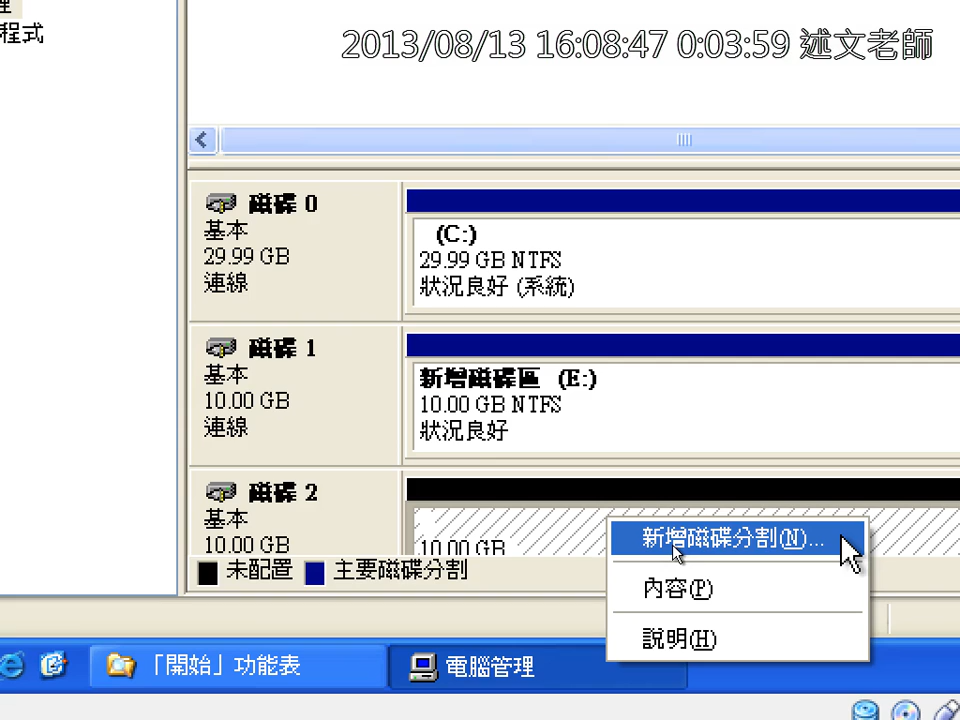 理
程式
2013/08/13 16:08:47 0:03:59 述文老師
磁碟 0
基本
29.99 GB
連線
(C:)
29.99 GB NTFS
狀況良好 (系統)
磁碟 1
基本
10.00 GB
連線
新增磁碟區 (E:)
10.00 GB NTFS
狀況良好
磁碟 2
基本
10.00 GB
10.00 GB
新增磁碟分割(N)...
內容(P)
說明(H)
未配置 主要磁碟分割
「開始」功能表
電腦管理